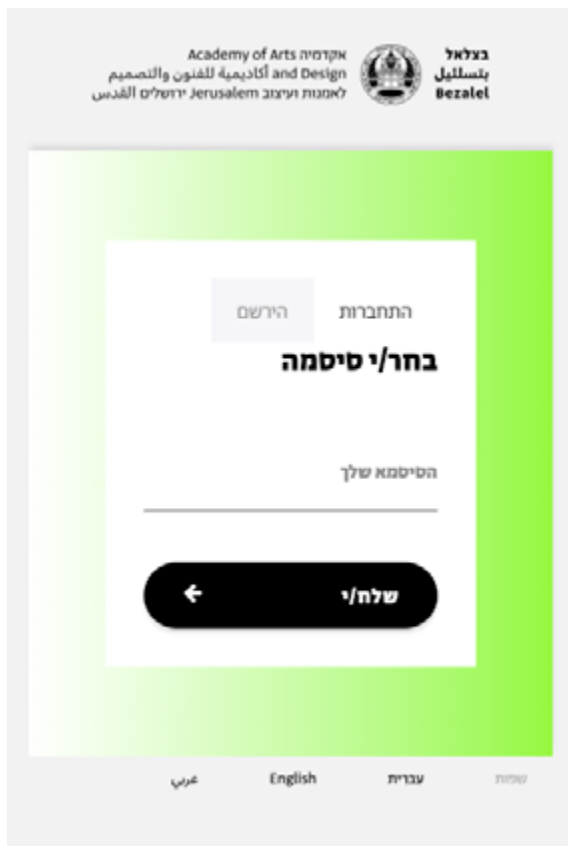 בצלאל
بتسلئيل
Bezalel
אקדמיה Academy of Arts
and Design أكاديمية للفنون والتصميم
לאמנות ועיצוב Jerusalem ירושלים القدس
התחברות
הירשם
בחר/י סיסמה
הסיסמא שלך
שלח/י
שפות
עברית
English
عربي